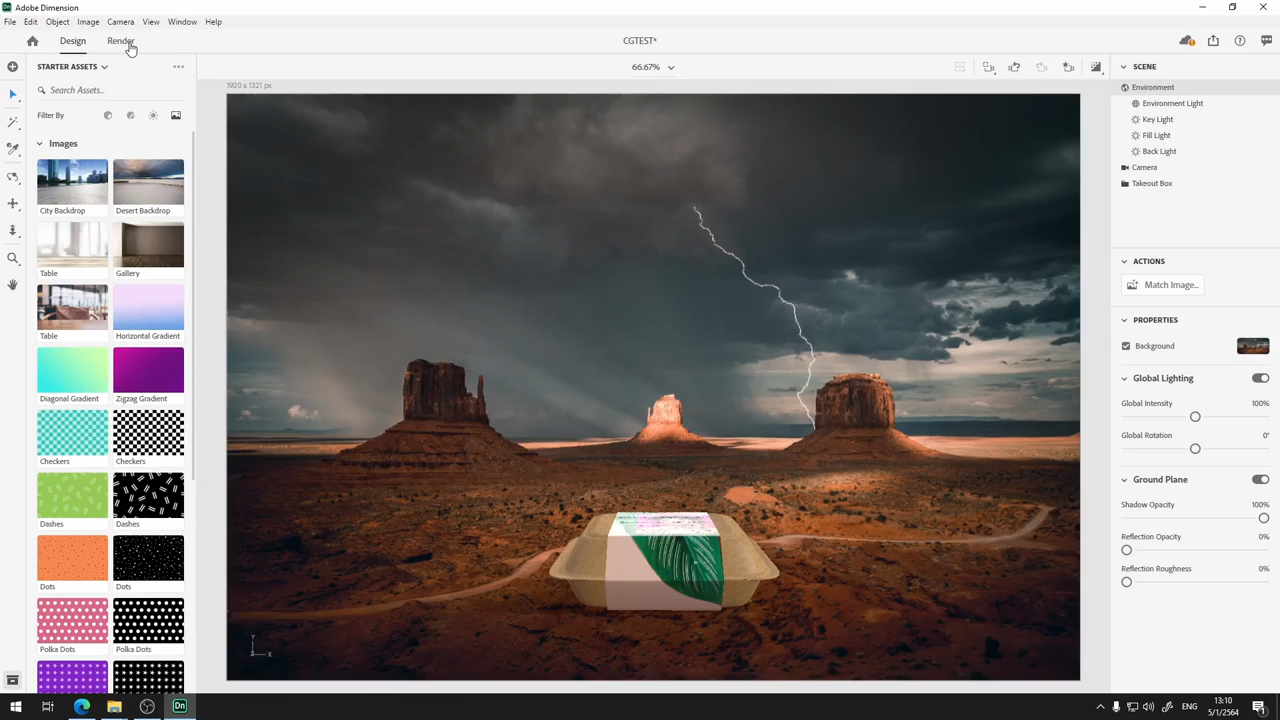 Dn Adobe Dimension
File Edit Object Image Camera View Window Help
Design Render
CGTEST*
STARTER ASSETS
66.67%
SCENE
1920 x 1321 px
Search Assets...
Filter By
Images
City Backdrop
Desert Backdrop
Table
Gallery
Table
Horizontal Gradient
Diagonal Gradient
Zigzag Gradient
Checkers
Checkers
Dashes
Dashes
Dots
Dots
Polka Dots
Polka Dots
Y
Z X
Environment
Environment Light
Key Light
Fill Light
Back Light
Camera
Takeout Box
ACTIONS
Match Image...
PROPERTIES
Background
Global Lighting
Global Intensity 100%
Global Rotation 0°
Ground Plane
Shadow Opacity 100%
Reflection Opacity 0%
Reflection Roughness 0%
Dn
ENG
13:10
5/1/2564